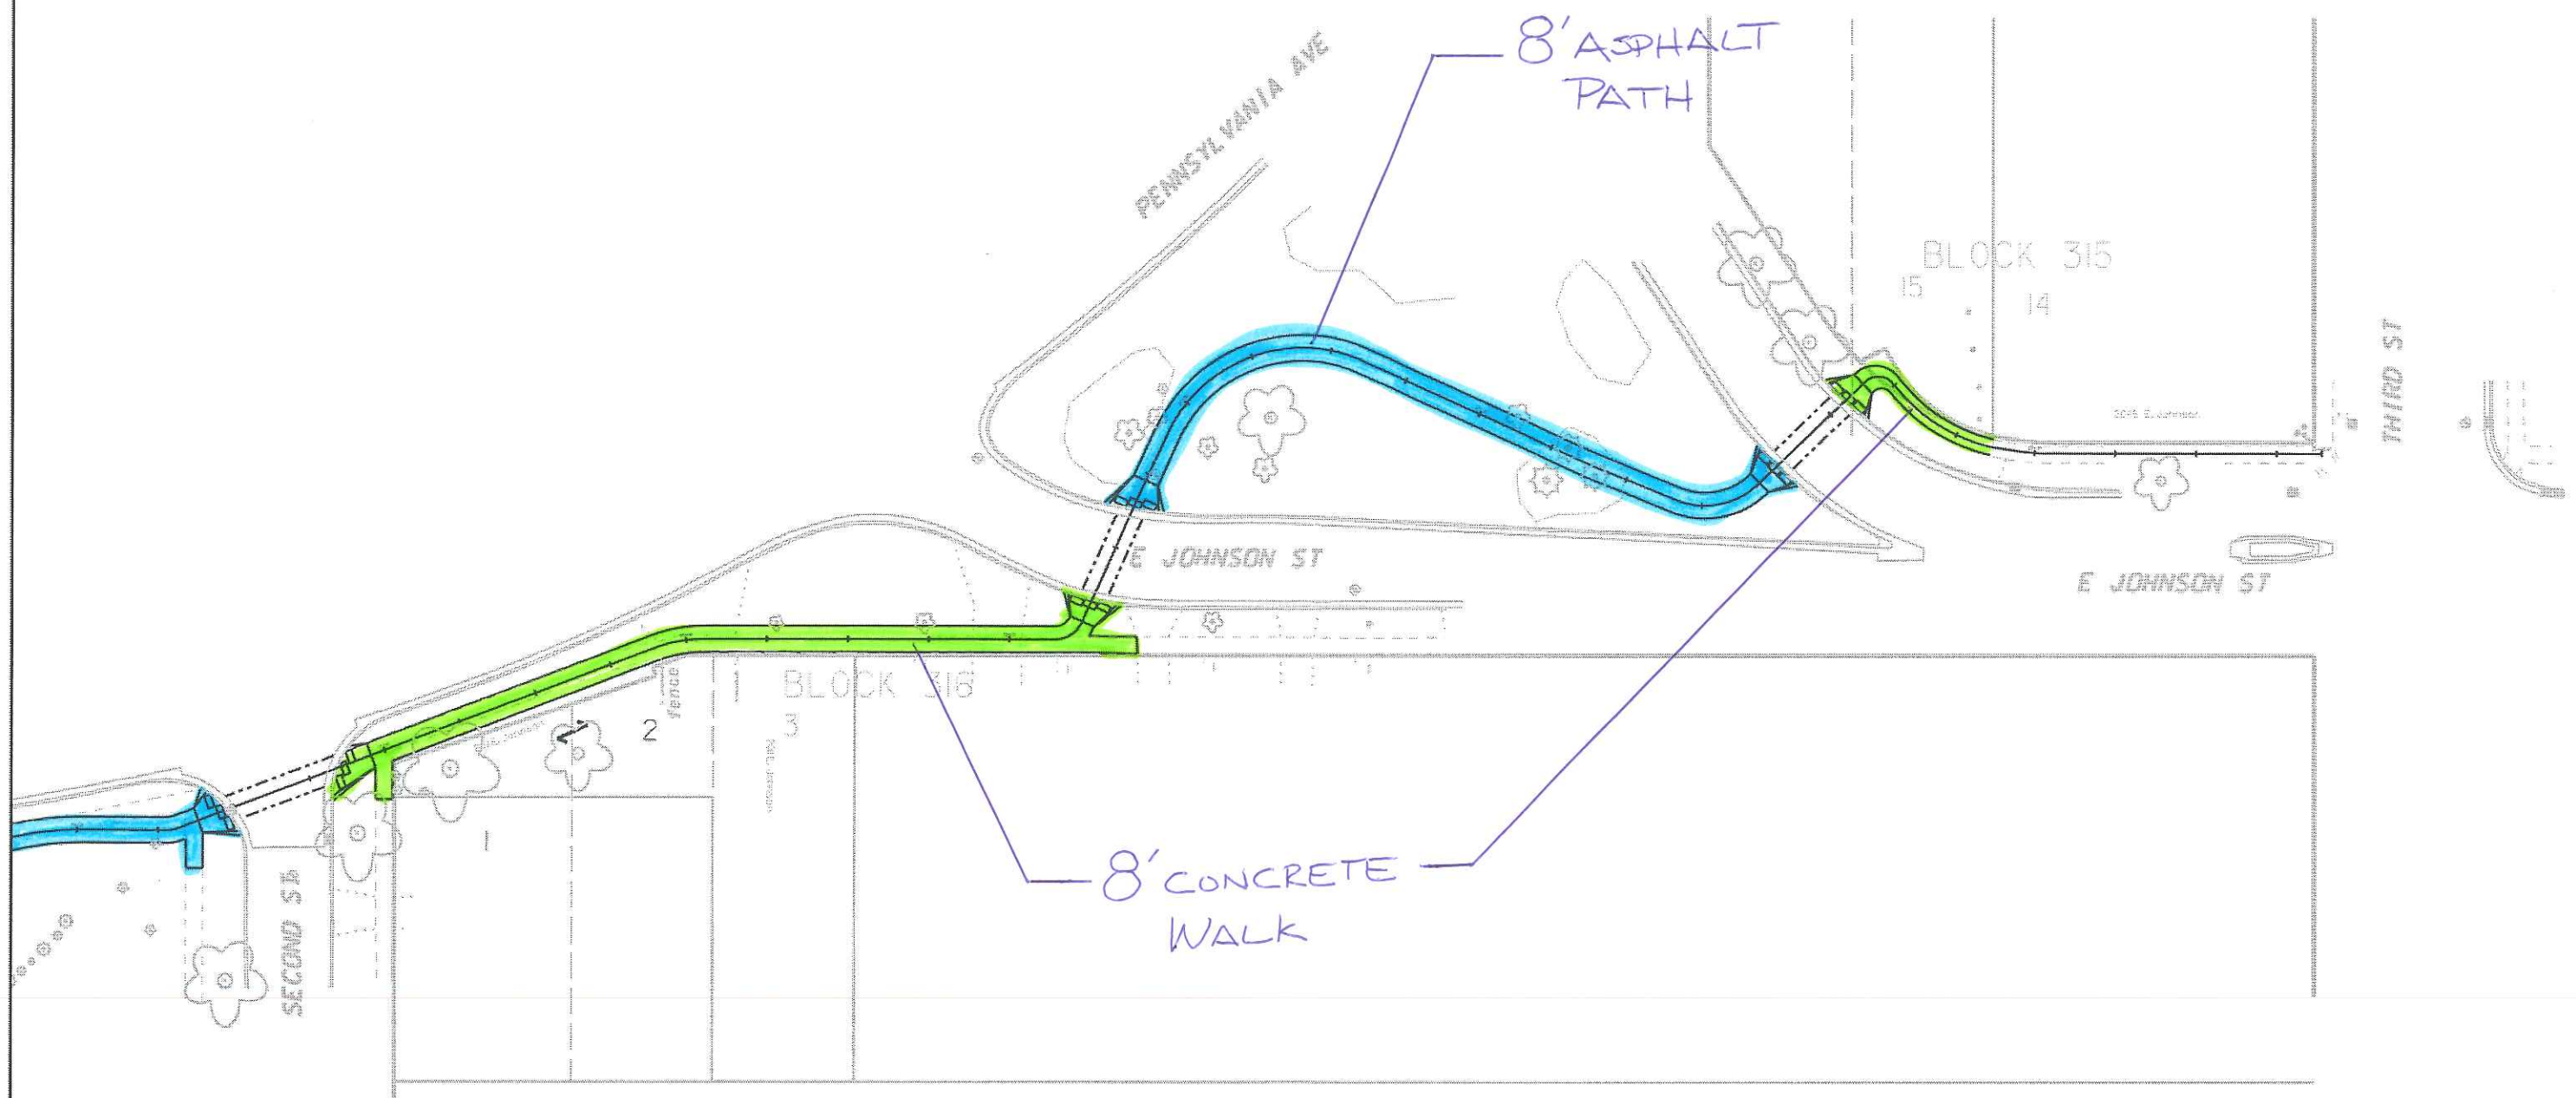 8' ASPHALT
PATH
PENNSYLVANIA AVE
BLOCK 315
15
14
THIRD ST
E JOHNSON ST
E JOHNSON ST
BLOCK 316
3
fence
2
1
8' CONCRETE
WALK
SECOND ST